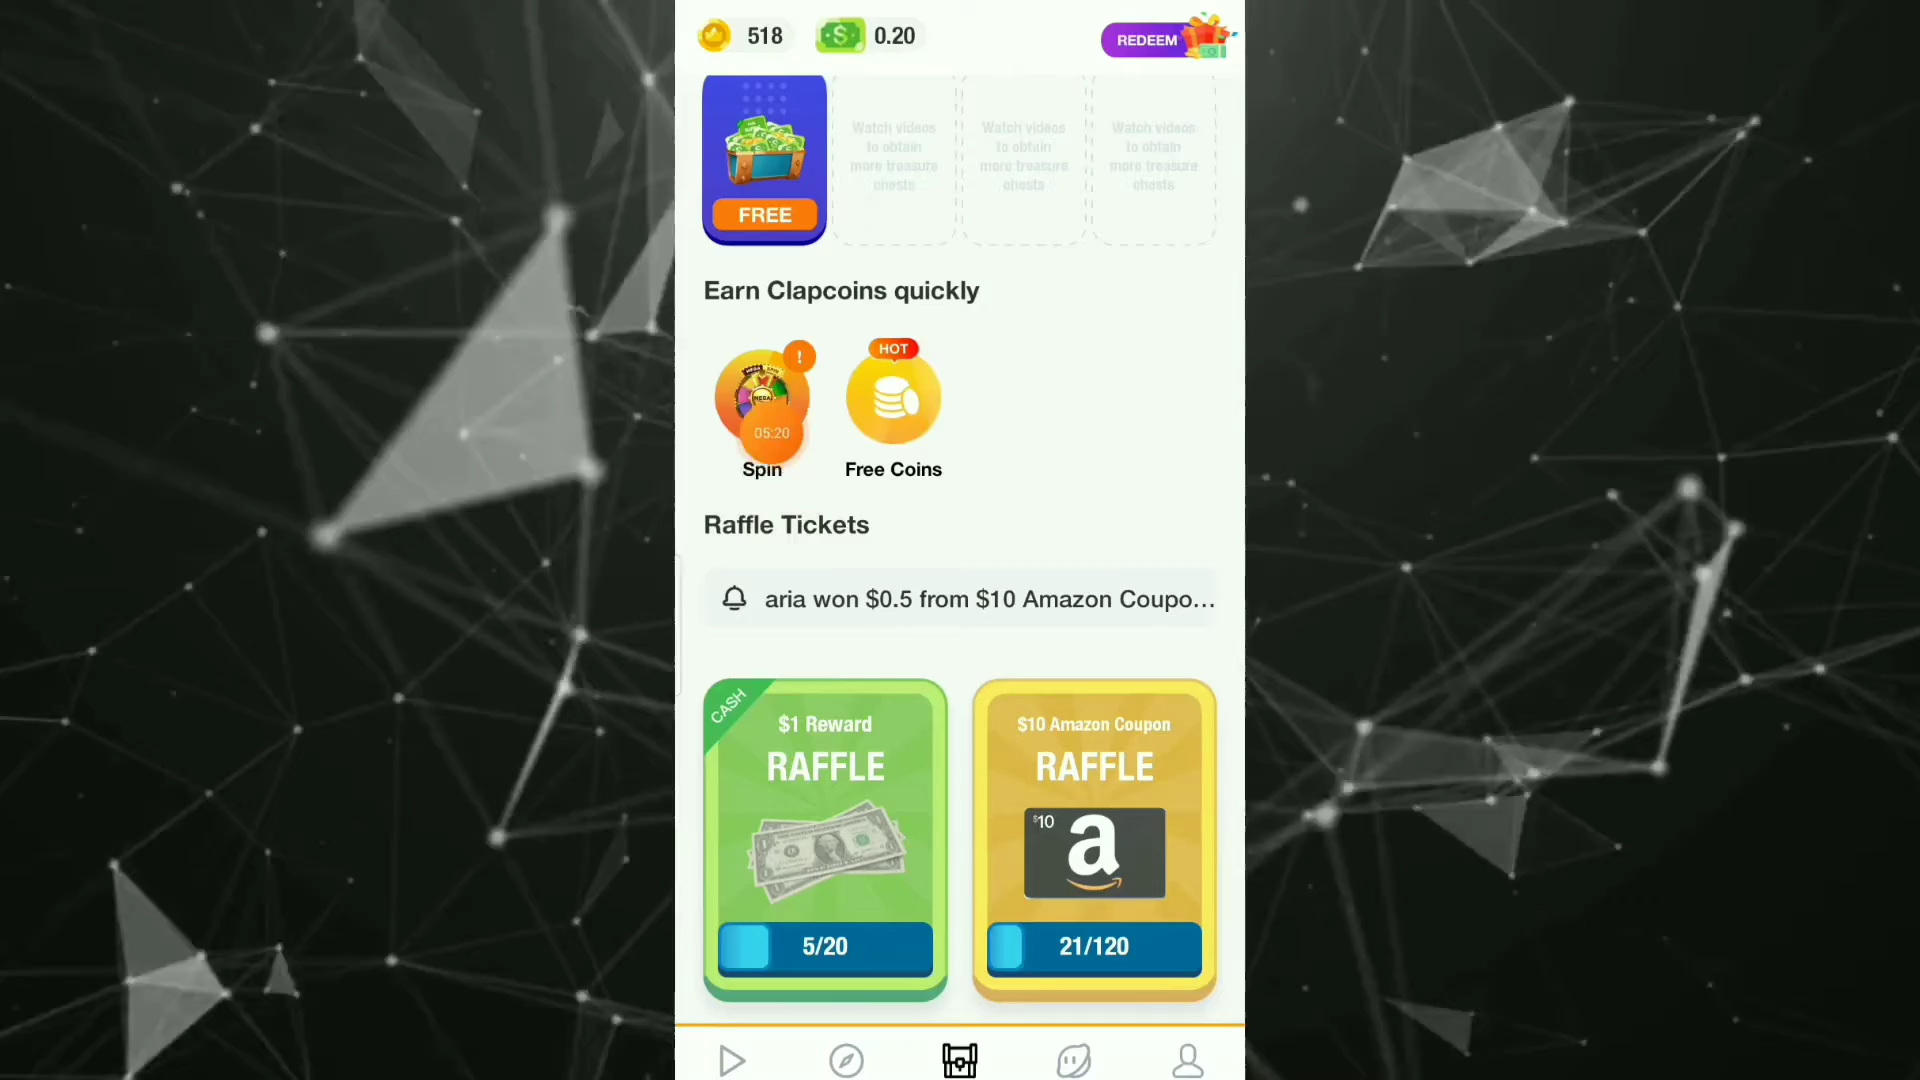 518
0.20
REDEEM
Watch videos
to obtain
more treasure
chests
Watch videos
to obtain
more treasure
chests
Watch videos
to obtain
more treasure
chests
FREE
Earn Clapcoins quickly
!
HOT
MEGA
05:20
Spin
Free Coins
Raffle Tickets
aria won $0.5 from $10 Amazon Coupo...
CASH
$1 Reward
RAFFLE
$10 Amazon Coupon
RAFFLE
$10
a
5/20
21/120